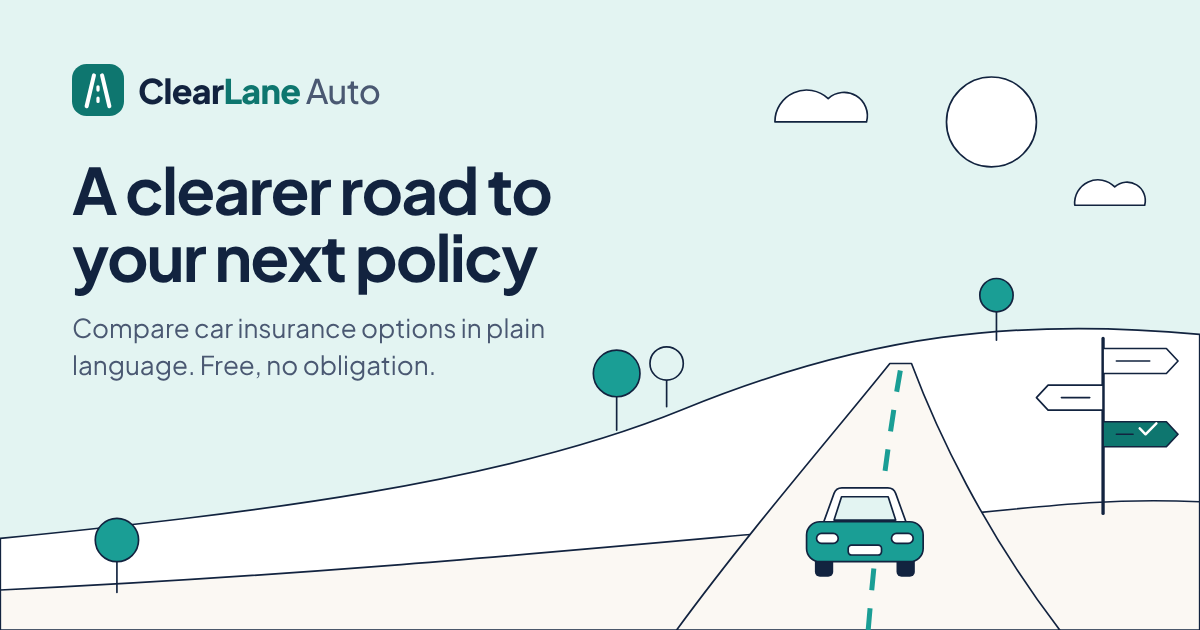 ClearLane Auto
A clearer road to
your next policy
Compare car insurance options in plain
language. Free, no obligation.